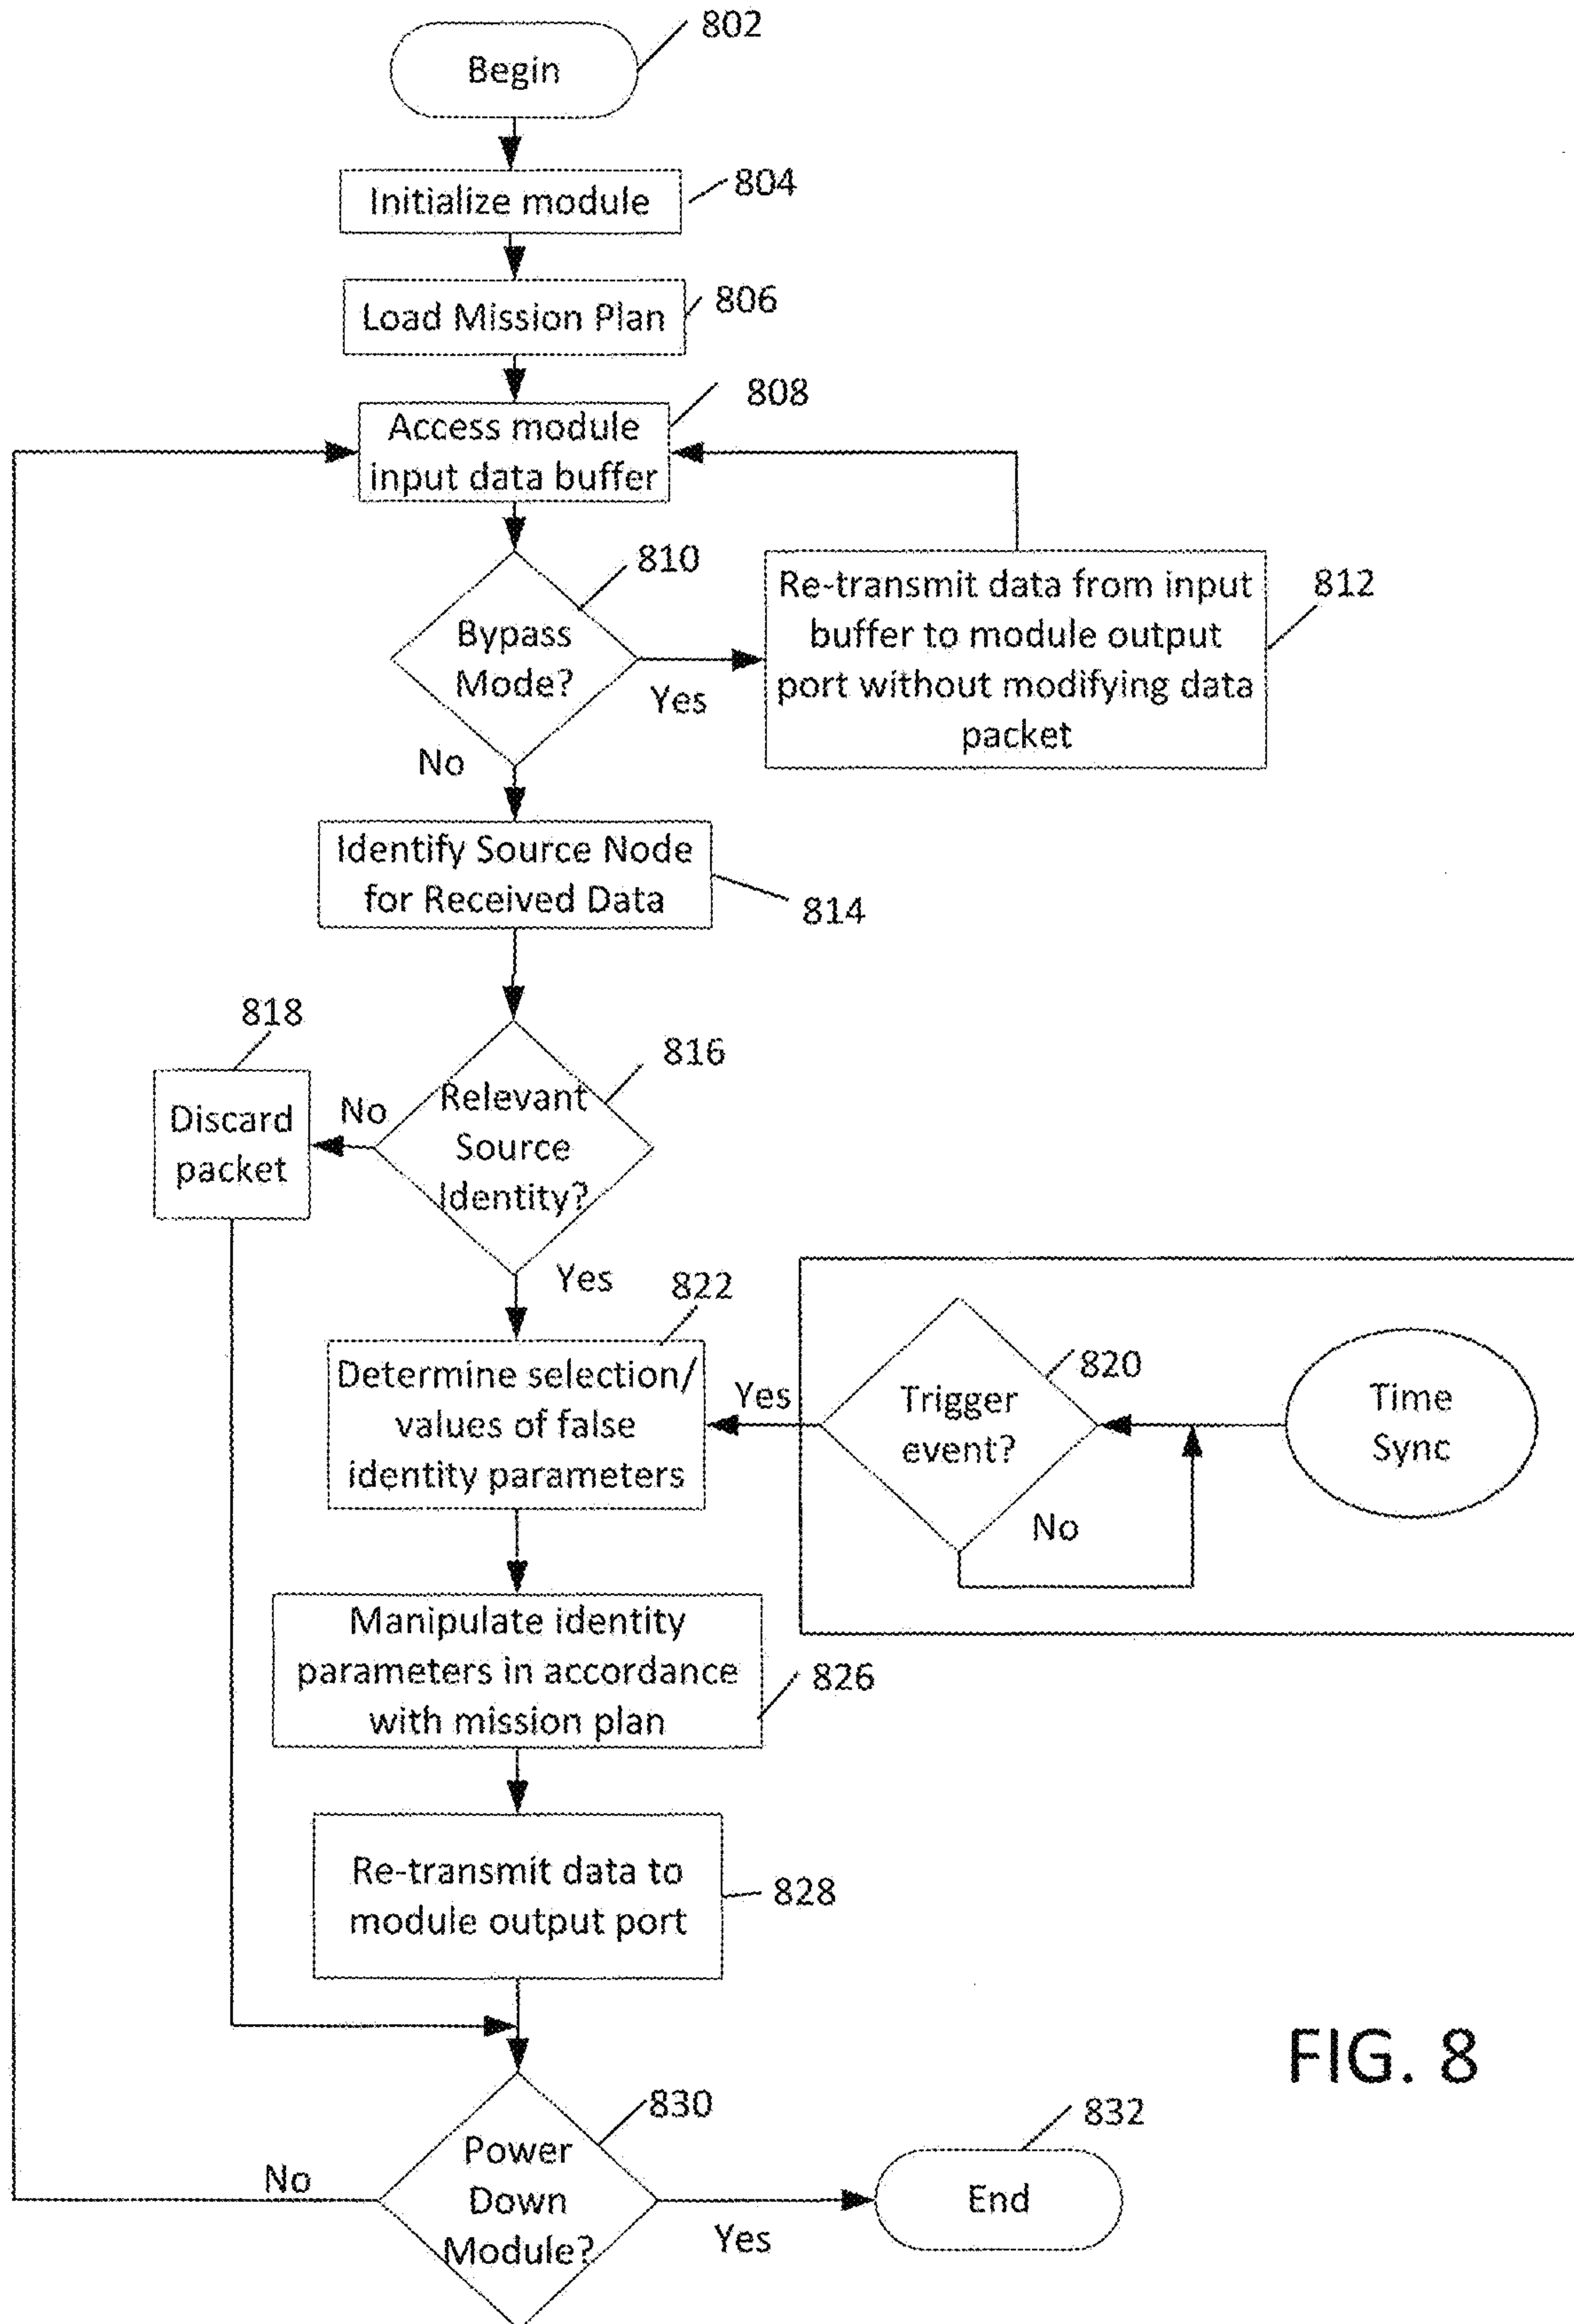 802
Begin
804
Initialize module
806
Load Mission Plan
808
Access module
input data buffer
810
Bypass
Mode?
Yes
No
812
Re-transmit data from input
buffer to module output
port without modifying data
packet
Identify Source Node
for Received Data
814
816
Relevant
Source
Identity?
No
818
Discard
packet
Yes
822
Determine selection/
values of false
identity parameters
Yes
820
Trigger
event?
No
Time
Sync
Manipulate identity
parameters in accordance
with mission plan
826
Re-transmit data to
module output port
828
830
Power
Down
Module?
No
Yes
832
End
FIG. 8